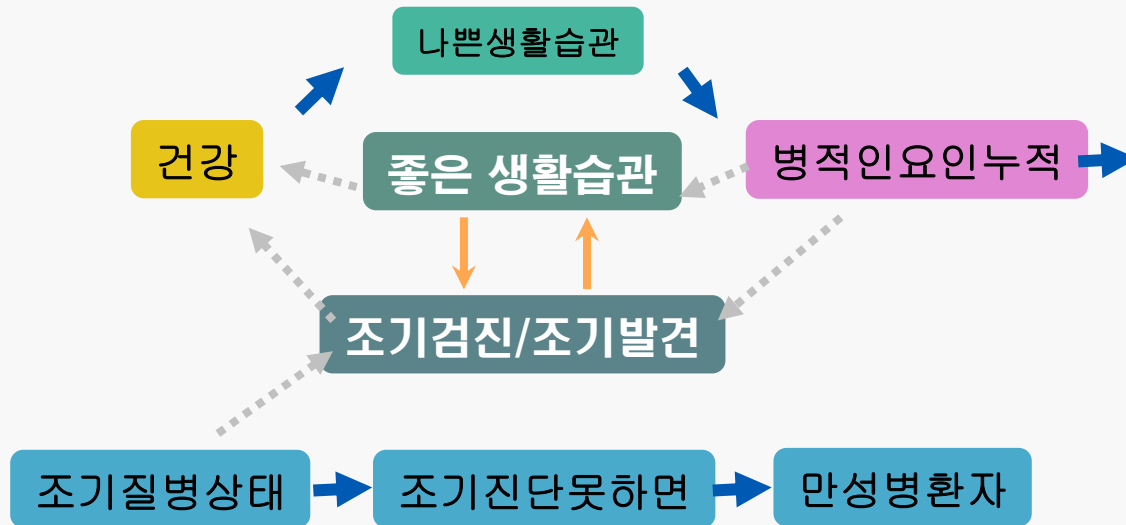 나쁜생활습관
건강
좋은 생활습관
병적인요인누적
조기검진/조기발견
조기질병상태
조기진단못하면
만성병환자